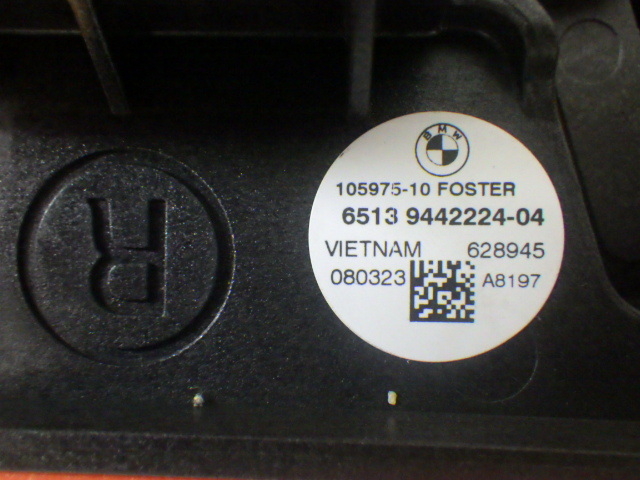 BMW
105975-10 FOSTER
6513 9442224-04
VIETNAM 628945
080323 A8197
R